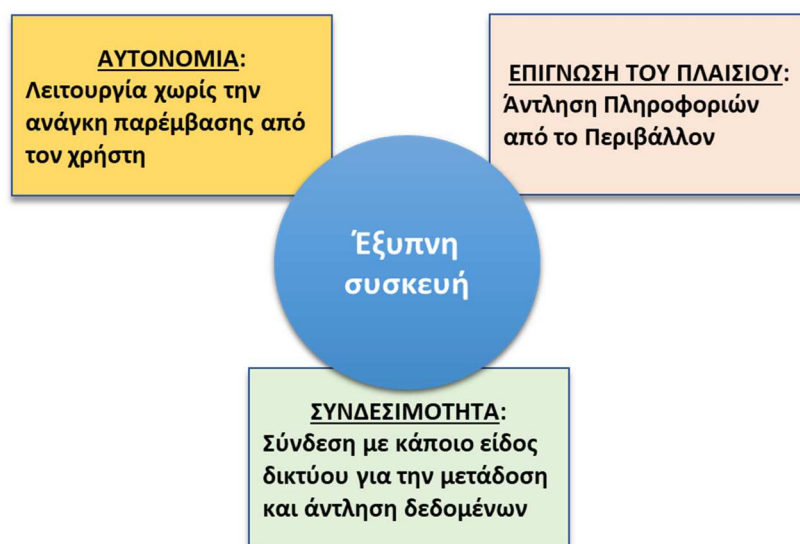 ΑΥΤΟΝΟΜΙΑ:
Λειτουργία χωρίς την
ανάγκη παρέμβασης από
τον χρήστη
ΕΠΙΓΝΩΣΗ ΤΟΥ ΠΛΑΙΣΙΟΥ:
Άντληση Πληροφοριών
από το Περιβάλλον
Έξυπνη
συσκευή
ΣΥΝΔΕΣΙΜΟΤΗΤΑ:
Σύνδεση με κάποιο είδος
δικτύου για την μετάδοση
και άντληση δεδομένων